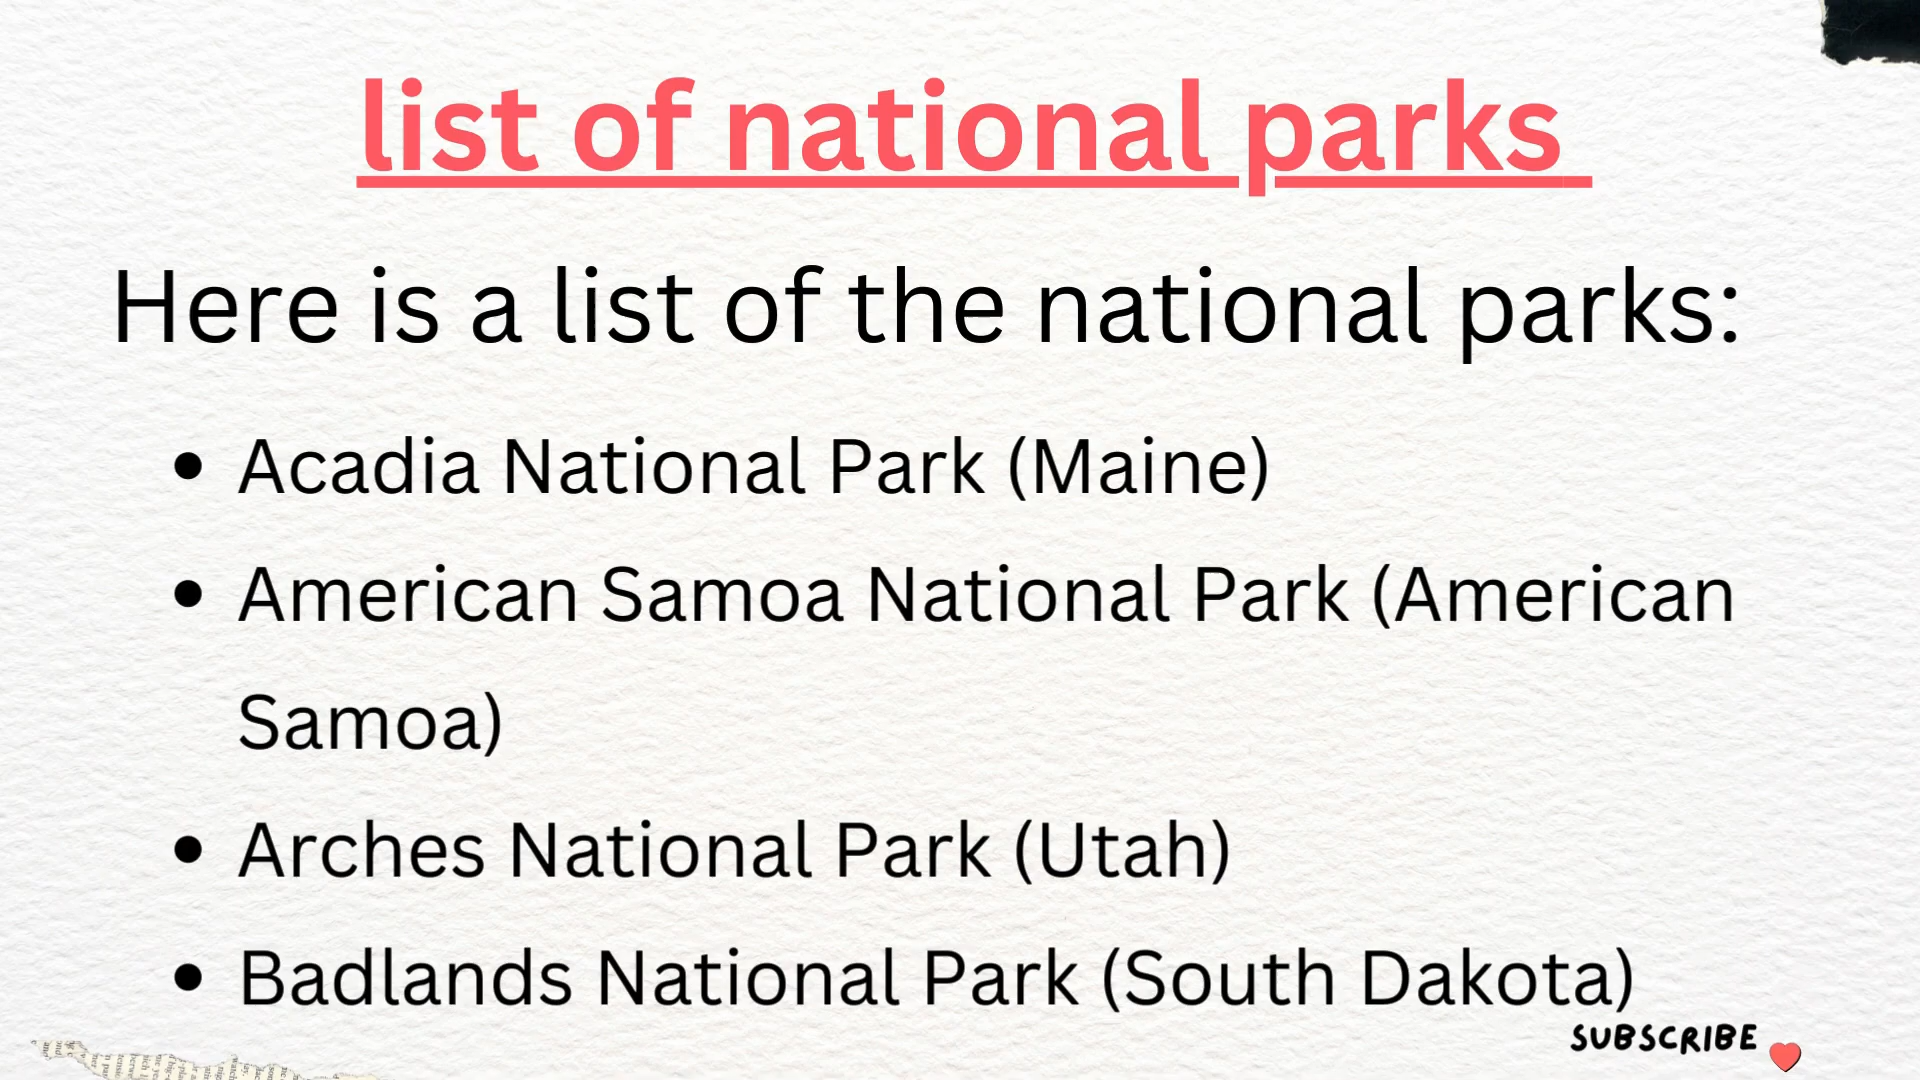 list of national parks
Here is a list of the national parks:
• Acadia National Park (Maine)
• American Samoa National Park (American
Samoa)
• Arches National Park (Utah)
• Badlands National Park (South Dakota)
SUBSCRIBE